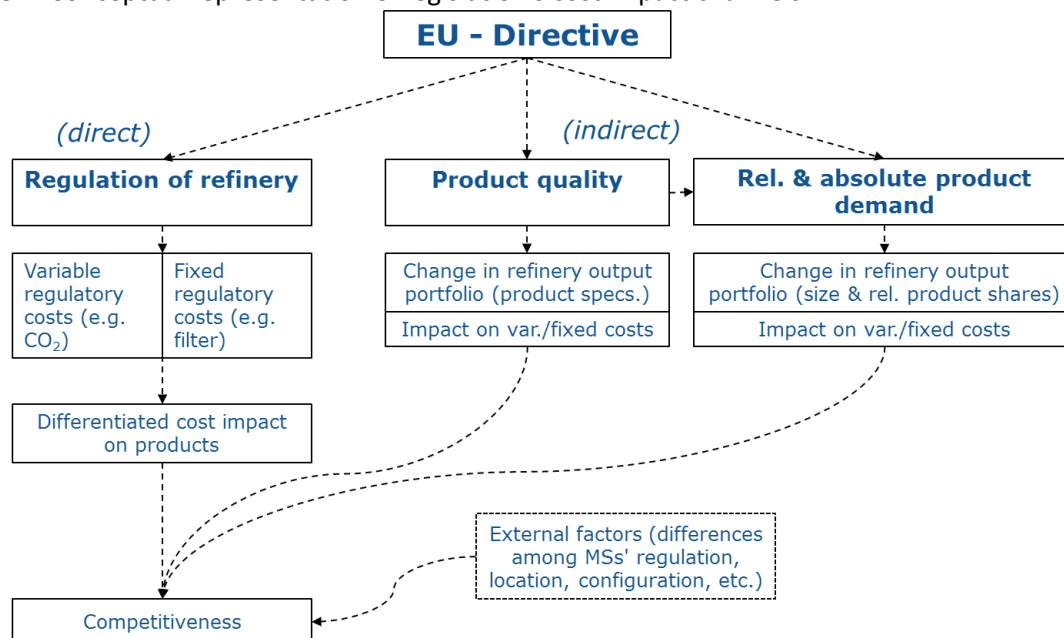 EU - Directive
(direct)
(indirect)
Regulation of refinery
Product quality
Rel. & absolute product
demand
Variable
regulatory
costs (e.g.
CO₂)
Fixed
regulatory
costs (e.g.
filter)
Change in refinery output
portfolio (product specs.)
Impact on var./fixed costs
Change in refinery output
portfolio (size & rel. product shares)
Impact on var./fixed costs
Differentiated cost impact
on products
External factors (differences
among MSs' regulation,
location, configuration, etc.)
Competitiveness